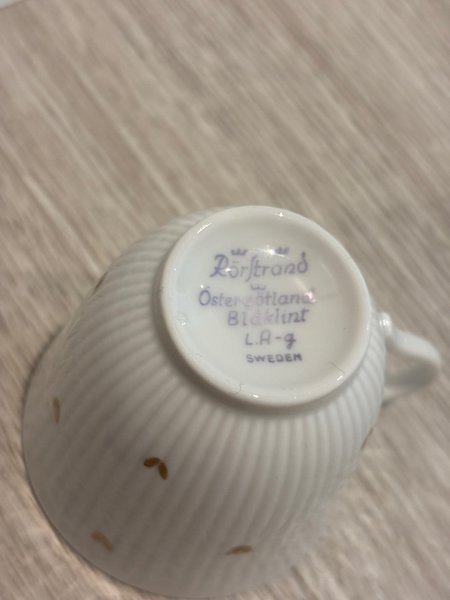 Rörstrand
Östergötland
Blåklint
L.A-g
SWEDEN